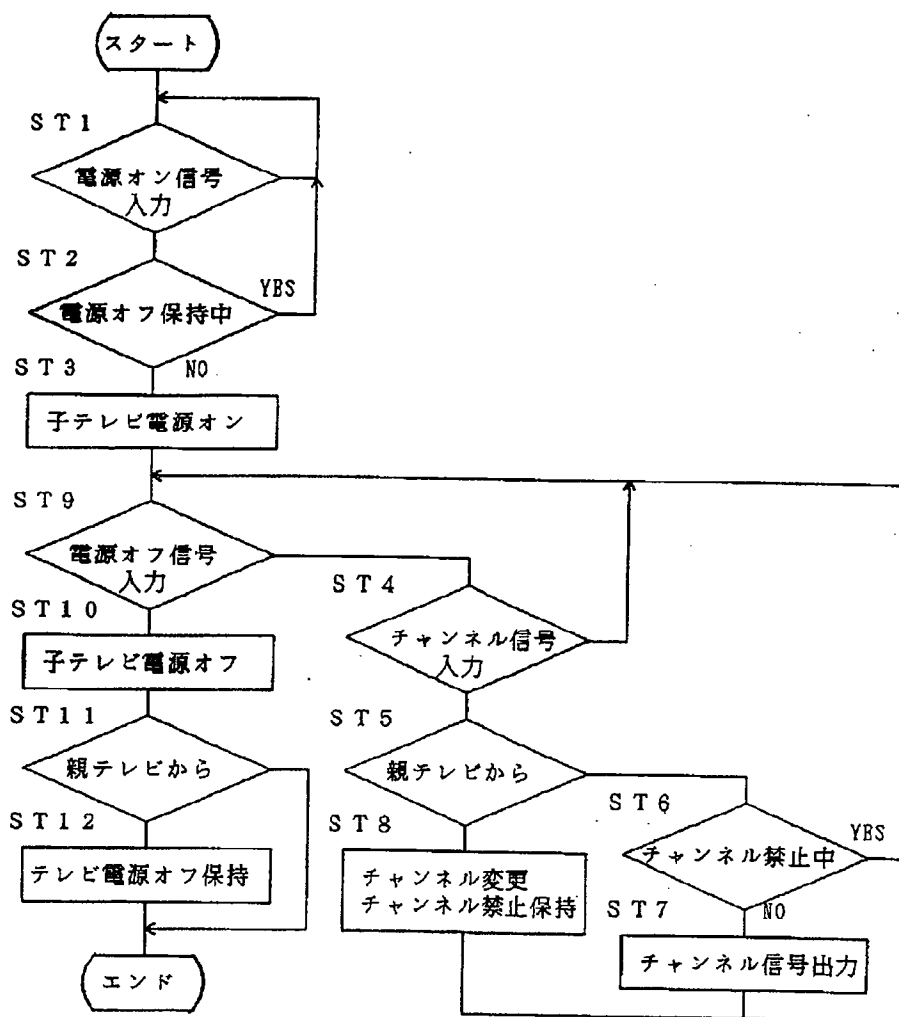 スタート
ST1
電源オン信号
入力
ST2
YES
電源オフ保持中
ST3
NO
子テレビ電源オン
ST9
電源オフ信号
入力
ST4
チャンネル信号
入力
ST10
子テレビ電源オフ
ST11
親テレビから
ST5
親テレビから
ST6
YES
チャンネル禁止中
ST12
テレビ電源オフ保持
ST8
チャンネル変更
チャンネル禁止保持
ST7
NO
チャンネル信号出力
エンド